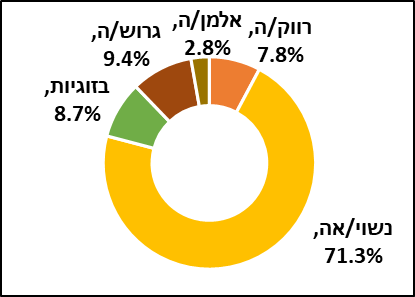 רווק/ה,
7.8%
נשוי/אה,
71.3%
בזוגיות,
8.7%
גרוש/ה,
9.4%
אלמן/ה,
2.8%